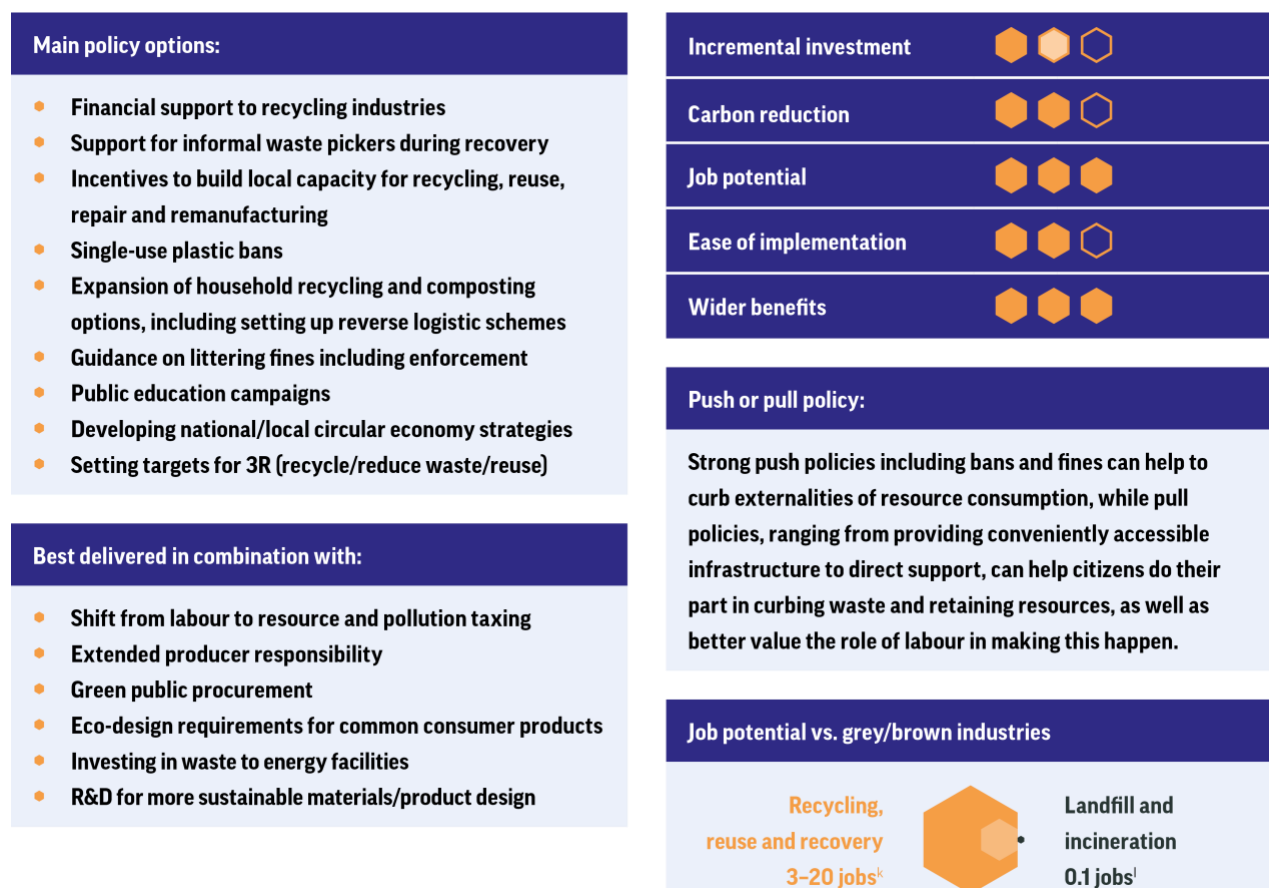 Main policy options:
Financial support to recycling industries
Support for informal waste pickers during recovery
Incentives to build local capacity for recycling, reuse,
repair and remanufacturing
Single-use plastic bans
Expansion of household recycling and composting
options, including setting up reverse logistic schemes
Guidance on littering fines including enforcement
Public education campaigns
Developing national/local circular economy strategies
Setting targets for 3R (recycle/reduce waste/reuse)
Best delivered in combination with:
Shift from labour to resource and pollution taxing
Extended producer responsibility
Green public procurement
Eco-design requirements for common consumer products
Investing in waste to energy facilities
R&D for more sustainable materials/product design
Incremental investment
Carbon reduction
Job potential
Ease of implementation
Wider benefits
Push or pull policy:
Strong push policies including bans and fines can help to
curb externalities of resource consumption, while pull
policies, ranging from providing conveniently accessible
infrastructure to direct support, can help citizens do their
part in curbing waste and retaining resources, as well as
better value the role of labour in making this happen.
Job potential vs. grey/brown industries
Recycling,
reuse and recovery
3–20 jobsᵏ
Landfill and
incineration
0.1 jobsˡ